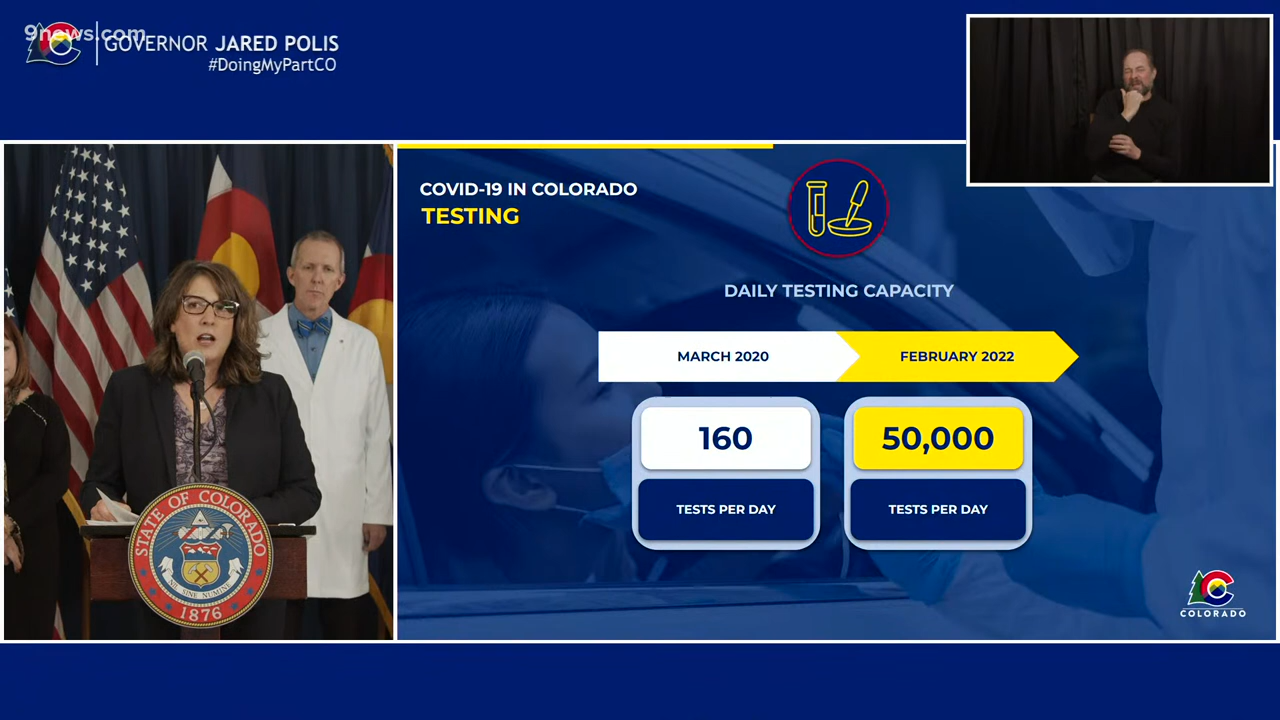 9news.com
GOVERNOR JARED POLIS
#DoingMyPartCO
COVID-19 IN COLORADO
TESTING
DAILY TESTING CAPACITY
MARCH 2020
FEBRUARY 2022
160
50,000
TESTS PER DAY
TESTS PER DAY
STATE OF COLORADO
NIL SINE NUMINE
1876
COLORADO